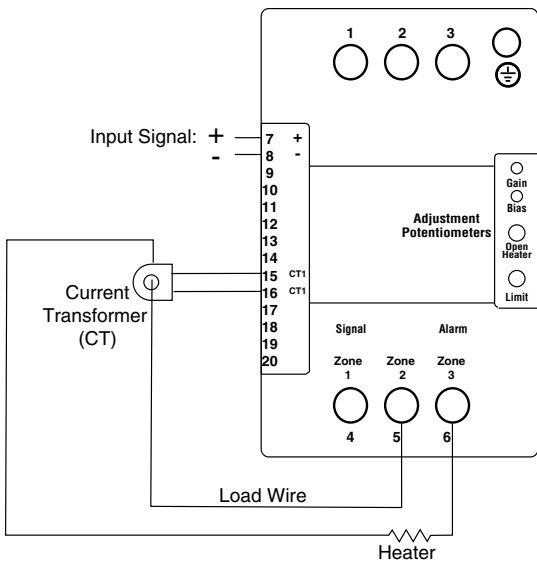 1 2 3
Input Signal: +
-
7 +
8 -
9
10
11
12
13
14
15 CT1
16 CT1
17
18
19
20
Gain
Bias
Open
Heater
Limit
Adjustment
Potentiometers
Current
Transformer
(CT)
Signal Alarm
Zone Zone Zone
1 2 3
4 5 6
Load Wire
Heater